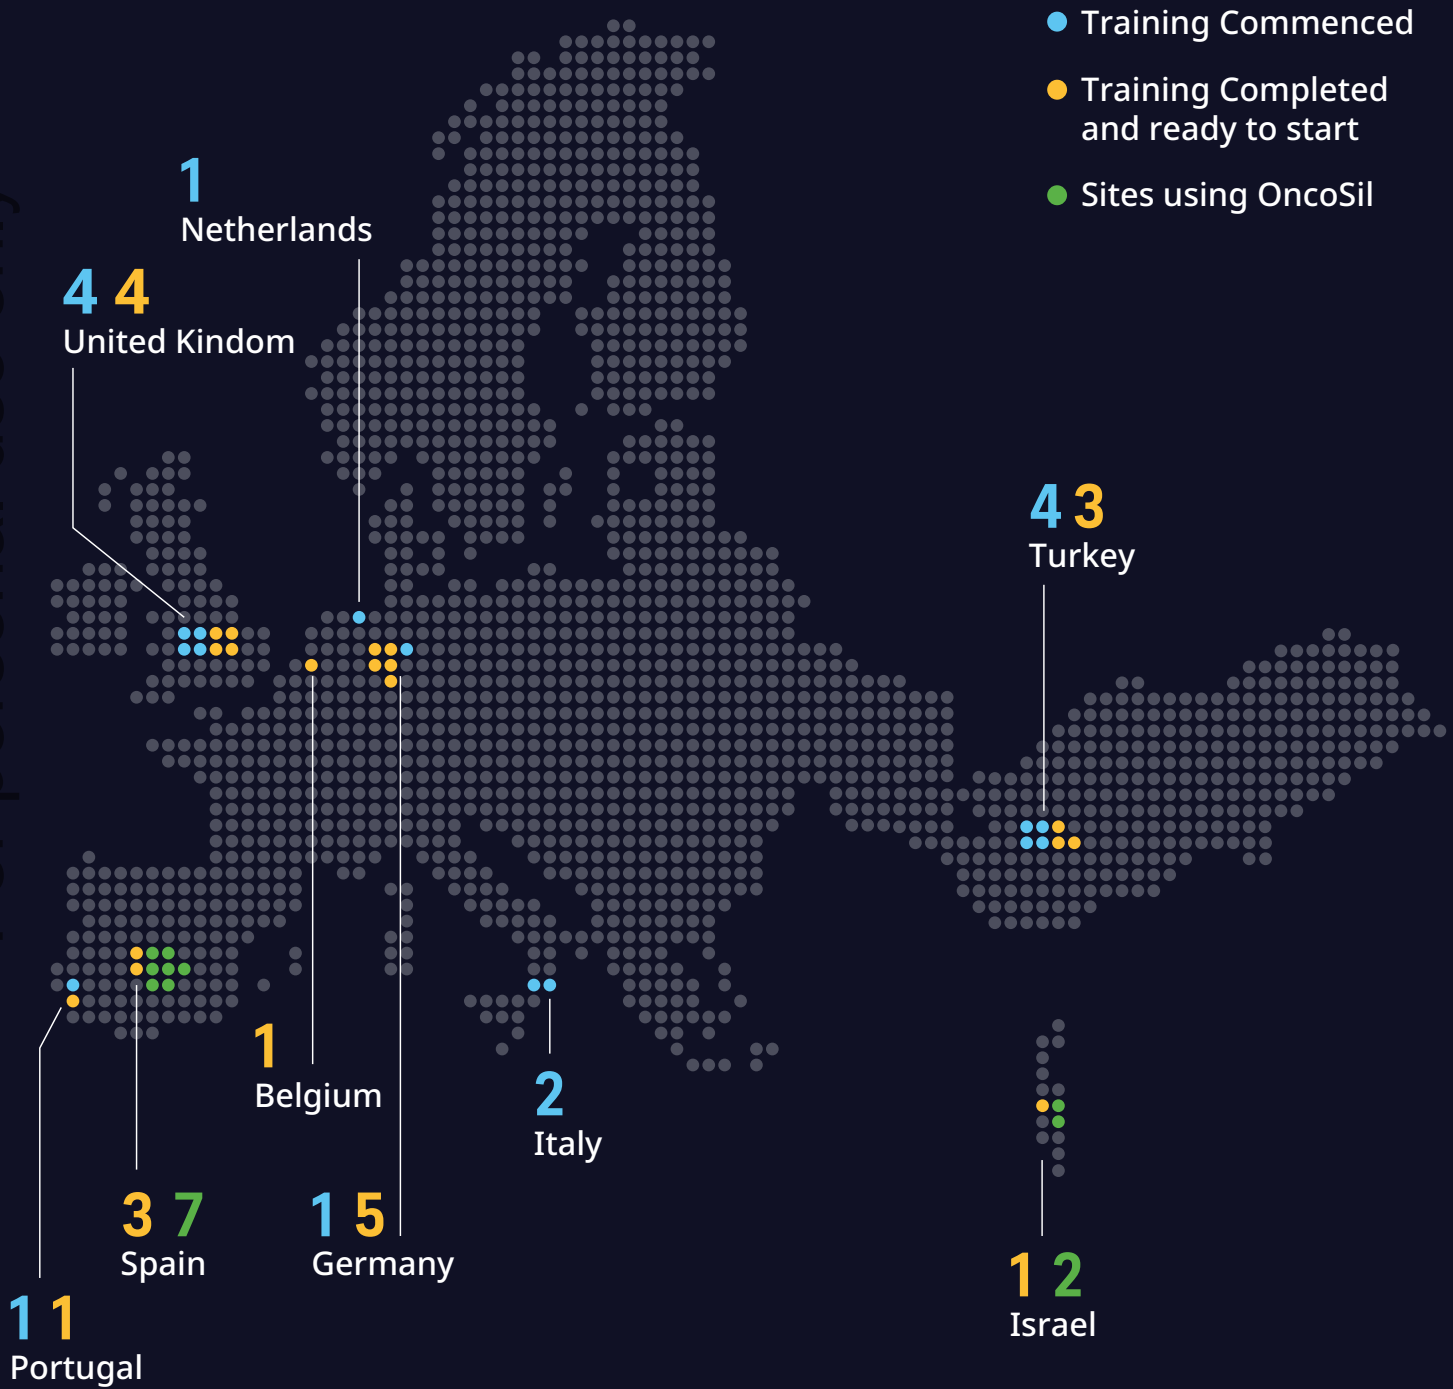 Training Commenced
Training Completed
and ready to start
Sites using OncoSil
1
Netherlands
4 4
United Kindom
4 3
Turkey
1
Belgium
2
Italy
3 7
Spain
1 5
Germany
1 2
Israel
1 1
Portugal